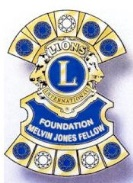 LIONS
L
INTERNATIONAL
FOUNDATION
MELVIN JONES FELLOW